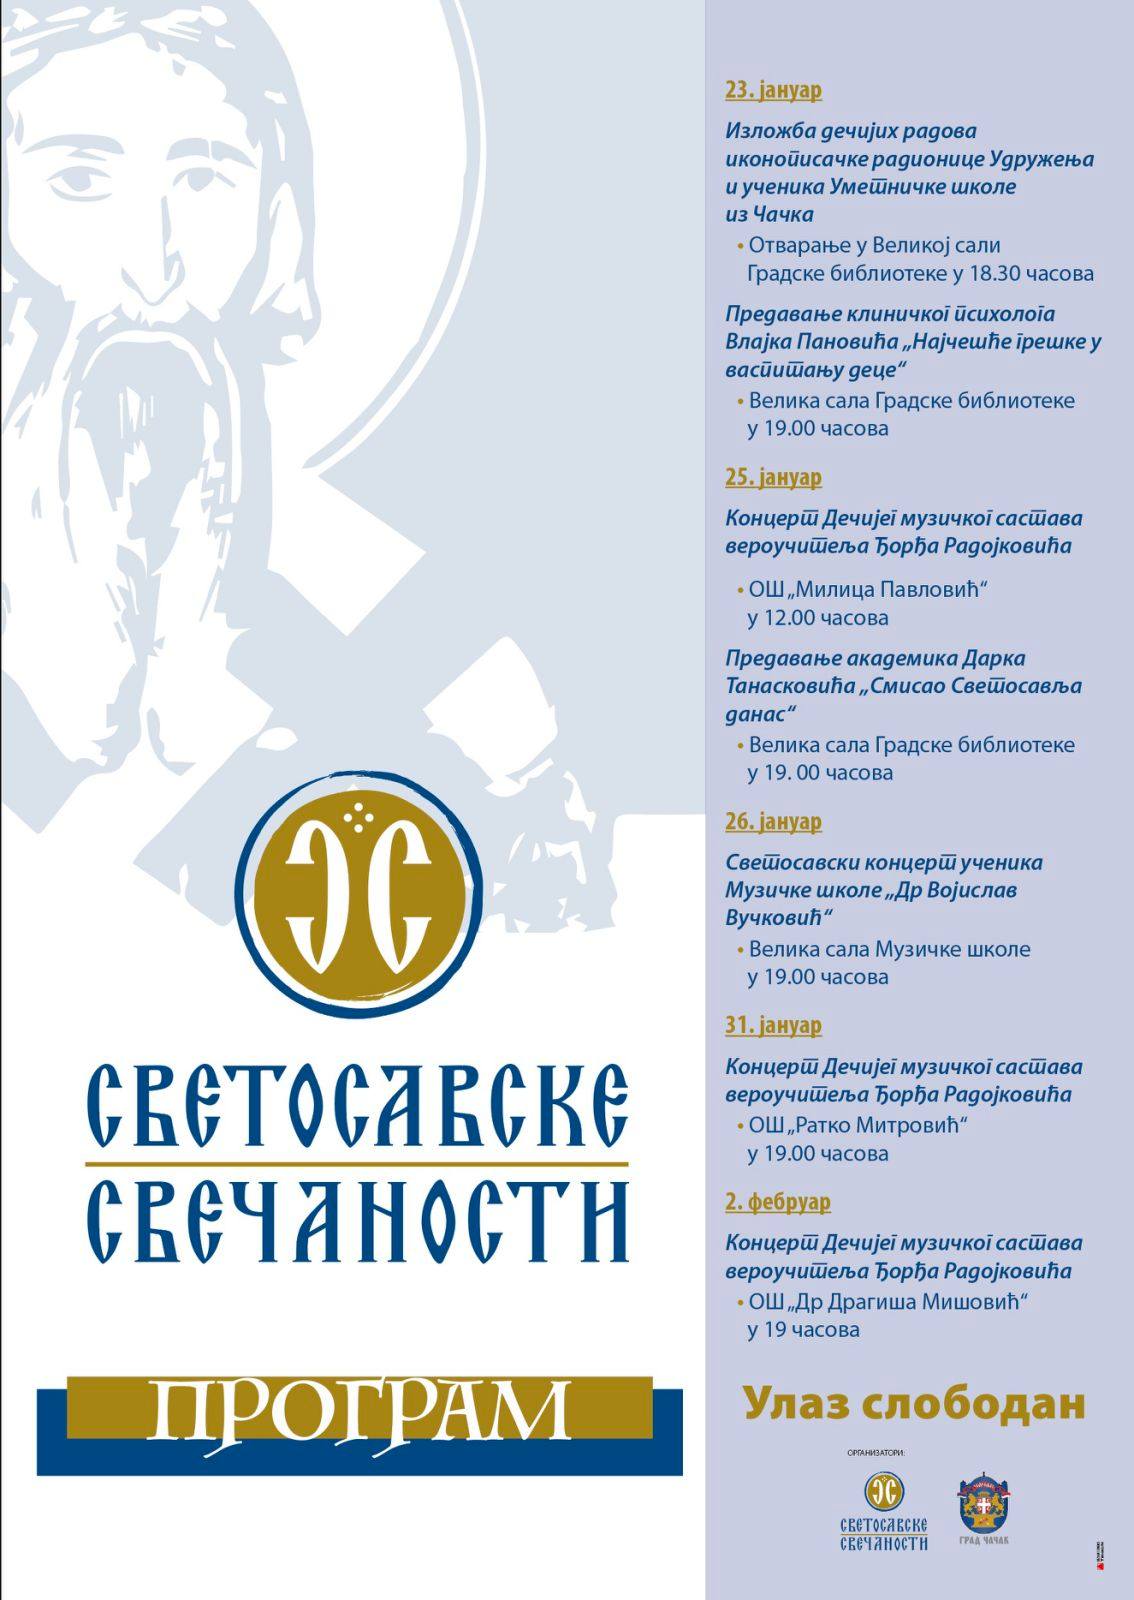 СВЕТОСАВСКЕ
СВЕЧАНОСТИ
ПРОГРАМ
23. јануар
Изложба дечијих радова
иконописачке радионице Удружења
и ученика Уметничке школе
из Чачка
• Отварање у Великој сали
Градске библиотеке у 18.30 часова
Предавање клиничког психолога
Влајка Пановића „Најчешће грешке у
васпитању деце“
• Велика сала Градске библиотеке
у 19.00 часова
25. јануар
Концерт Дечијег музичког састава
вероучитеља Ђорђа Радојковића
• ОШ „Милица Павловић“
у 12.00 часова
Предавање академика Дарка
Танасковића „Смисао Светосавља
данас“
• Велика сала Градске библиотеке
у 19. 00 часова
26. јануар
Светосавски концерт ученика
Музичке школе „Др Војислав
Вучковић“
• Велика сала Музичке школе
у 19.00 часова
31. јануар
Концерт Дечијег музичког састава
вероучитеља Ђорђа Радојковића
• ОШ „Ратко Митровић“
у 19.00 часова
2. фебруар
Концерт Дечијег музичког састава
вероучитеља Ђорђа Радојковића
• ОШ „Др Драгиша Мишовић“
у 19 часова
Улаз слободан
ОРГАНИЗАТОРИ:
СВЕТОСАВСКЕ
СВЕЧАНОСТИ
ГРАД ЧАЧАК